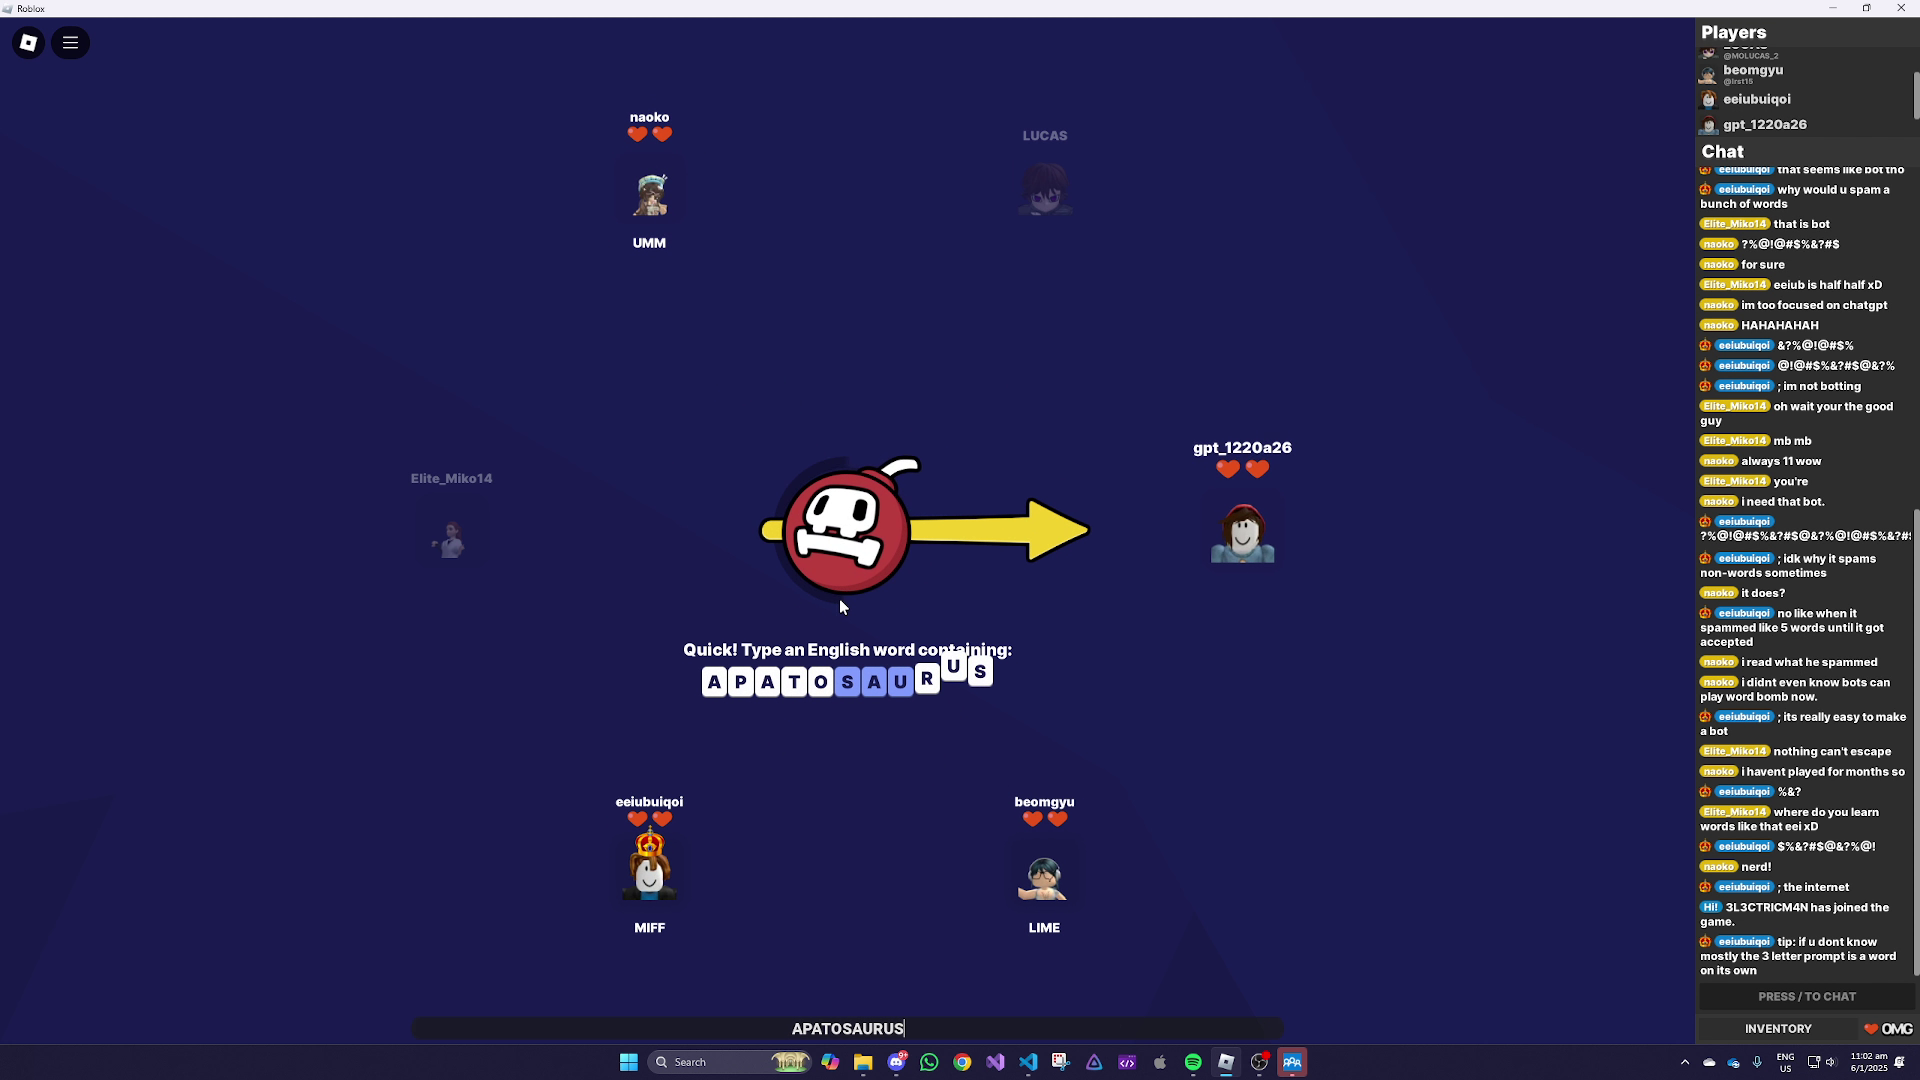 Roblox
naoko
UMM
LUCAS
Elite_Miko14
gpt_1220a26
Quick! Type an English word containing:
APATOSAURUS
eeiubuiqoi
MIFF
beomgyu
LIME
APATOSAURUS
Players
@MOLUCAS_2
beomgyu
@lrst15
eeiubuiqoi
gpt_1220a26
Chat
eeiubuiqoi that seems like bot tho
eeiubuiqoi why would u spam a
bunch of words
Elite_Miko14 that is bot
naoko ?%@!@#$%&?#$
naoko for sure
Elite_Miko14 eeiub is half half xD
naoko im too focused on chatgpt
naoko HAHAHAHAH
eeiubuiqoi &?%@!@#$%
eeiubuiqoi @!@#$%&?#$@&?%
eeiubuiqoi ; im not botting
Elite_Miko14 oh wait your the good
guy
Elite_Miko14 mb mb
naoko always 11 wow
Elite_Miko14 you're
naoko i need that bot.
eeiubuiqoi
?%@!@#$%&?#$@&?%@!@#$%&?#
eeiubuiqoi ; idk why it spams
non-words sometimes
naoko it does?
eeiubuiqoi no like when it
spammed like 5 words until it got
accepted
naoko i read what he spammed
naoko i didnt even know bots can
play word bomb now.
eeiubuiqoi ; its really easy to make
a bot
Elite_Miko14 nothing can't escape
naoko i havent played for months so
eeiubuiqoi %&?
Elite_Miko14 where do you learn
words like that eei xD
eeiubuiqoi $%&?#$@&?%@!
naoko nerd!
eeiubuiqoi ; the internet
Hi! 3L3CTRICM4N has joined the
game.
eeiubuiqoi tip: if u dont know
mostly the 3 letter prompt is a word
on its own
PRESS / TO CHAT
INVENTORY
OMG
Search
9+
ENG
US
11:02 am
6/1/2025